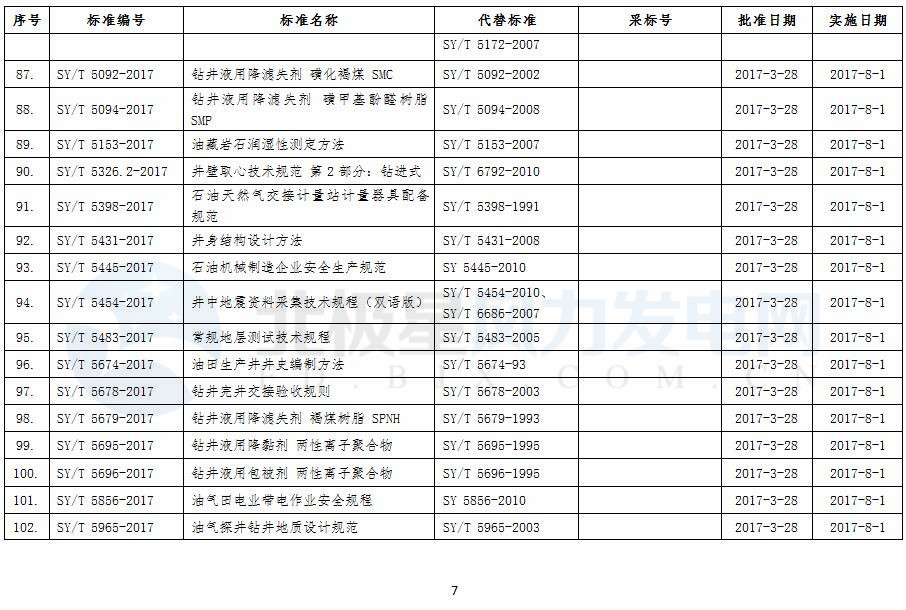 序号 标准编号 标准名称 代替标准 采标号 批准日期 实施日期
SY/T 5172-2007
87. SY/T 5092-2017 钻井液用降滤失剂 磺化褐煤 SMC SY/T 5092-2002 2017-3-28 2017-8-1
88. SY/T 5094-2017 钻井液用降滤失剂 磺甲基酚醛树脂 SY/T 5094-2008 2017-3-28 2017-8-1
SMP
89. SY/T 5153-2017 油藏岩石润湿性测定方法 SY/T 5153-2007 2017-3-28 2017-8-1
90. SY/T 5326.2-2017 井壁取心技术规范 第 2 部分：钻进式 SY/T 6792-2010 2017-3-28 2017-8-1
91. SY/T 5398-2017 石油天然气交接计量站计量器具配备 SY/T 5398-1991 2017-3-28 2017-8-1
规范
92. SY/T 5431-2017 井身结构设计方法 SY/T 5431-2008 2017-3-28 2017-8-1
93. SY/T 5445-2017 石油机械制造企业安全生产规范 SY 5445-2010 2017-3-28 2017-8-1
94. SY/T 5454-2017 井中地震资料采集技术规程（双语版） SY/T 5454-2010、 2017-3-28 2017-8-1
SY/T 6686-2007
95. SY/T 5483-2017 常规地层测试技术规程 SY/T 5483-2005 2017-3-28 2017-8-1
96. SY/T 5674-2017 油田生产井井史编制方法 SY/T 5674-93 2017-3-28 2017-8-1
97. SY/T 5678-2017 钻井完井交接验收规则 SY/T 5678-2003 2017-3-28 2017-8-1
98. SY/T 5679-2017 钻井液用降滤失剂 褐煤树脂 SPNH SY/T 5679-1993 2017-3-28 2017-8-1
99. SY/T 5695-2017 钻井液用降黏剂 两性离子聚合物 SY/T 5695-1995 2017-3-28 2017-8-1
100. SY/T 5696-2017 钻井液用包被剂 两性离子聚合物 SY/T 5696-1995 2017-3-28 2017-8-1
101. SY/T 5856-2017 油气田电业带电作业安全规程 SY 5856-2010 2017-3-28 2017-8-1
102. SY/T 5965-2017 油气探井钻井地质设计规范 SY/T 5965-2003 2017-3-28 2017-8-1
北极星风力发电网
7